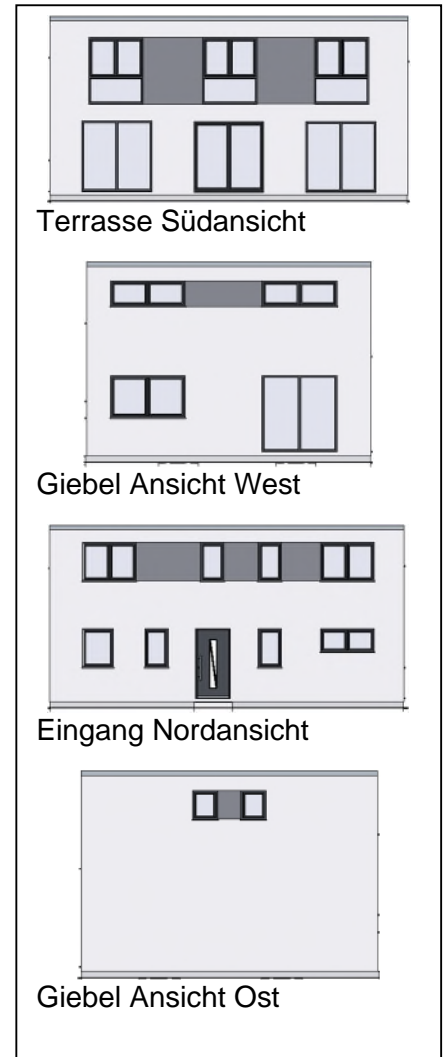 Terrasse Südansicht
Giebel Ansicht West
Eingang Nordansicht
Giebel Ansicht Ost